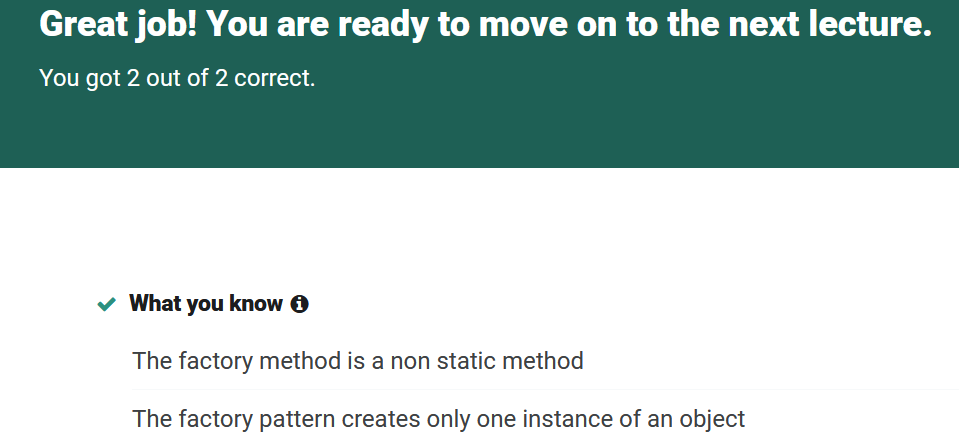 Great job! You are ready to move on to the next lecture.
You got 2 out of 2 correct.
What you know
The factory method is a non static method
The factory pattern creates only one instance of an object